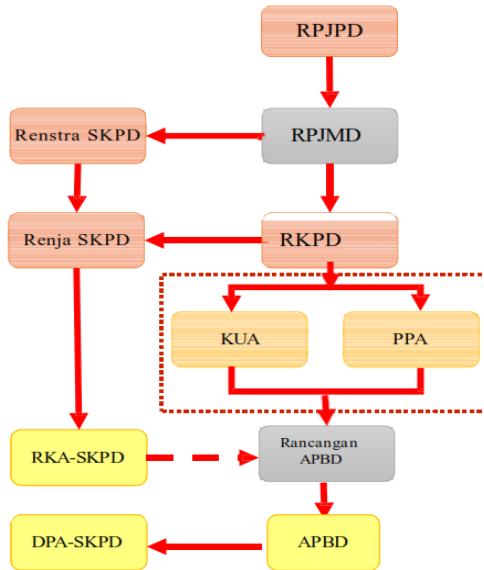 RPJPD
Renstra SKPD
RPJMD
Renja SKPD
RKPD
KUA
PPA
RKA-SKPD
Rancangan
APBD
DPA-SKPD
APBD